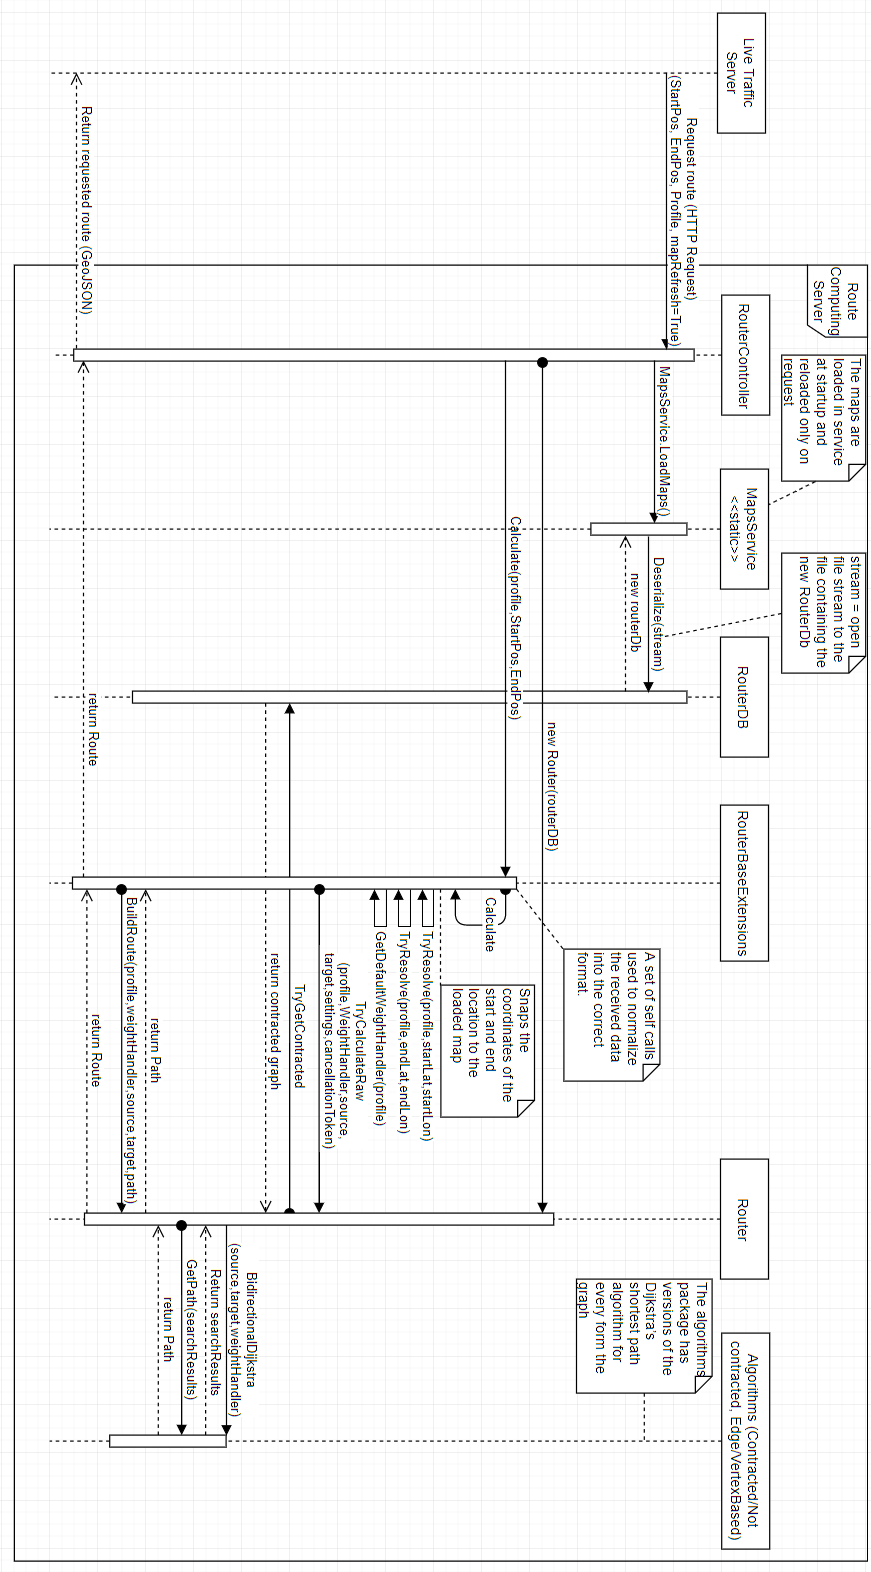 Live Traffic
Server
Request route (HTTP Request)
(StartPos, EndPos, Profile, mapRefresh=True)
Return requested route (GeoJSON)
Route
Computing
Server
RouterController
The maps are
loaded in service
at startup and
reloaded only on
request
MapsService.LoadMaps()
MapsService
<<static>>
stream = open
file stream to the
file containing the
new RouterDb
Deserialize(stream)
new routerDb
Calculate(profile,StartPos,EndPos)
RouterDB
new Router(routerDB)
return Route
RouterBaseExtensions
Calculate
A set of self calls
used to normalize
the received data
into the correct
format.
Snaps the
coordinates of the
start and end
location to the
loaded map
TryResolve(profile,startLat,startLon)
TryResolve(profile,endLat,endLon)
GetDefaultWeightHandler(profile)
TryCalculateRaw
(profile,WeightHandler,source,
target,settings,cancellationToken)
TryGetContracted
return contracted graph
return Path
BuildRoute(profile,weightHandler,source,target,path)
return Route
Router
The algorithms
package has
versions of the
Dijkstra's
shortest path
algorithm for
every form the
graph
BidirectionalDijkstra
(source,target,weightHandler)
Return searchResults
GetPath(searchResults)
return Path
Algorithms (Contracted/Not
contracted, Edge/VertexBased)